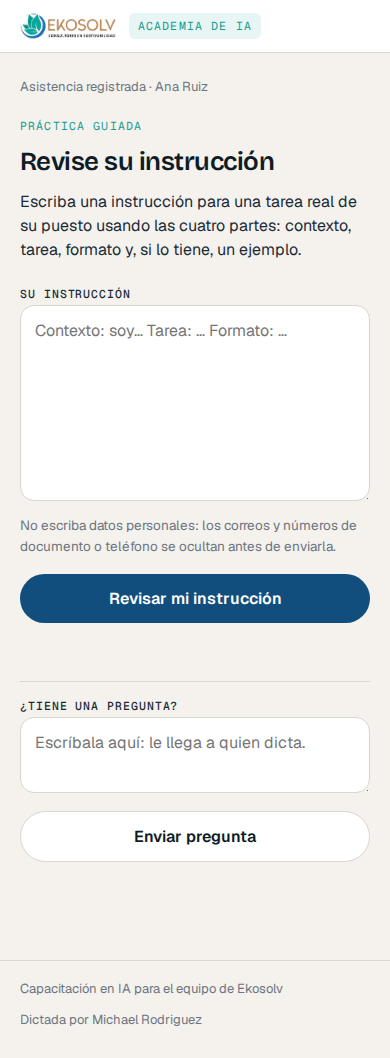 EKOSOLV
ACADEMIA DE IA
Asistencia registrada · Ana Ruiz
PRÁCTICA GUIADA
Revise su instrucción
Escriba una instrucción para una tarea real de
su puesto usando las cuatro partes: contexto,
tarea, formato y, si lo tiene, un ejemplo.
SU INSTRUCCIÓN
Contexto: soy… Tarea: … Formato: …
No escriba datos personales: los correos y números de
documento o teléfono se ocultan antes de enviarla.
Revisar mi instrucción
¿TIENE UNA PREGUNTA?
Escríbala aquí: le llega a quien dicta.
Enviar pregunta
Capacitación en IA para el equipo de Ekosolv
Dictada por Michael Rodriguez